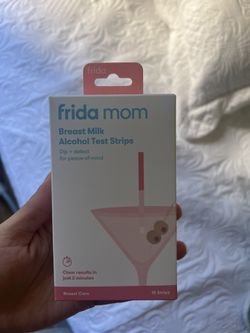 frida
frida mom
Breast Milk
Alcohol Test Strips
Dip + detect
for peace-of-mind
Clear results in
just 2 minutes
Breast Care